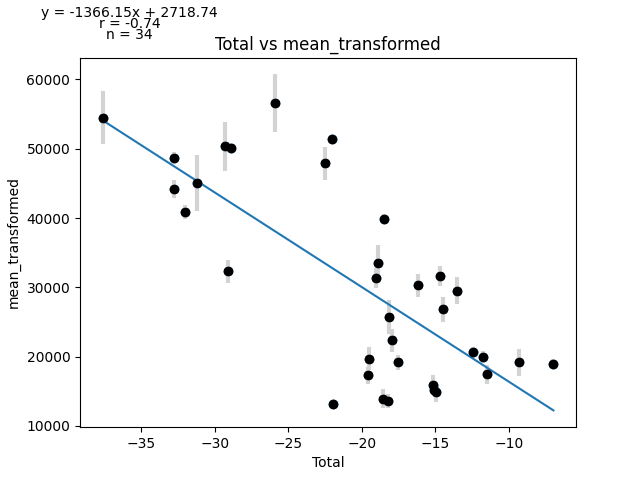 y = -1366.15x + 2718.74
r = -0.74
n = 34
Total vs mean_transformed
60000
50000
40000
30000
20000
10000
mean_transformed
−35
−30
−25
−20
−15
−10
Total